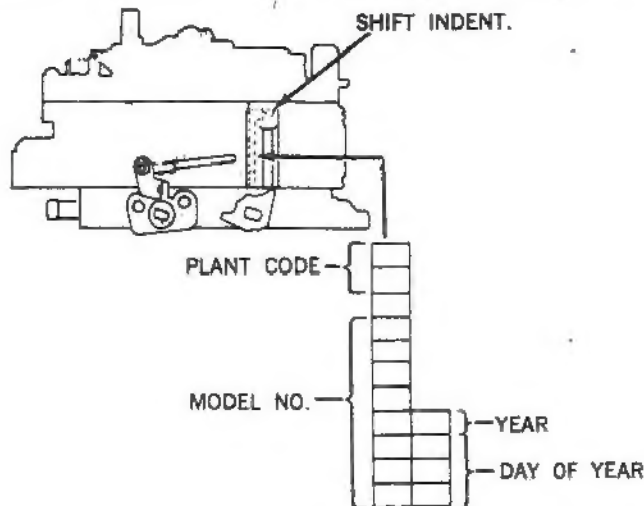 SHIFT INDENT.
PLANT CODE
MODEL NO.
YEAR
DAY OF YEAR